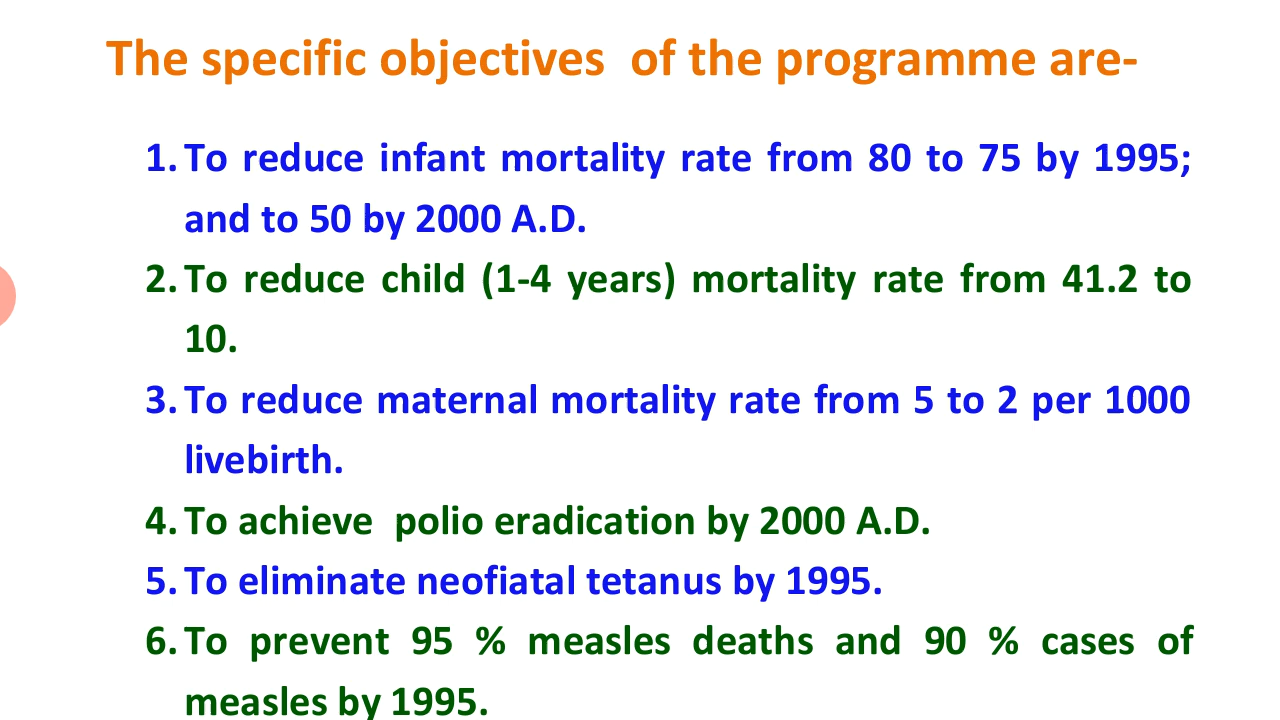 The specific objectives of the programme are-
1. To reduce infant mortality rate from 80 to 75 by 1995;
and to 50 by 2000 A.D.
2. To reduce child (1-4 years) mortality rate from 41.2 to
10.
3. To reduce maternal mortality rate from 5 to 2 per 1000
livebirth.
4. To achieve polio eradication by 2000 A.D.
5. To eliminate neofiatal tetanus by 1995.
6. To prevent 95 % measles deaths and 90 % cases of
measles by 1995.